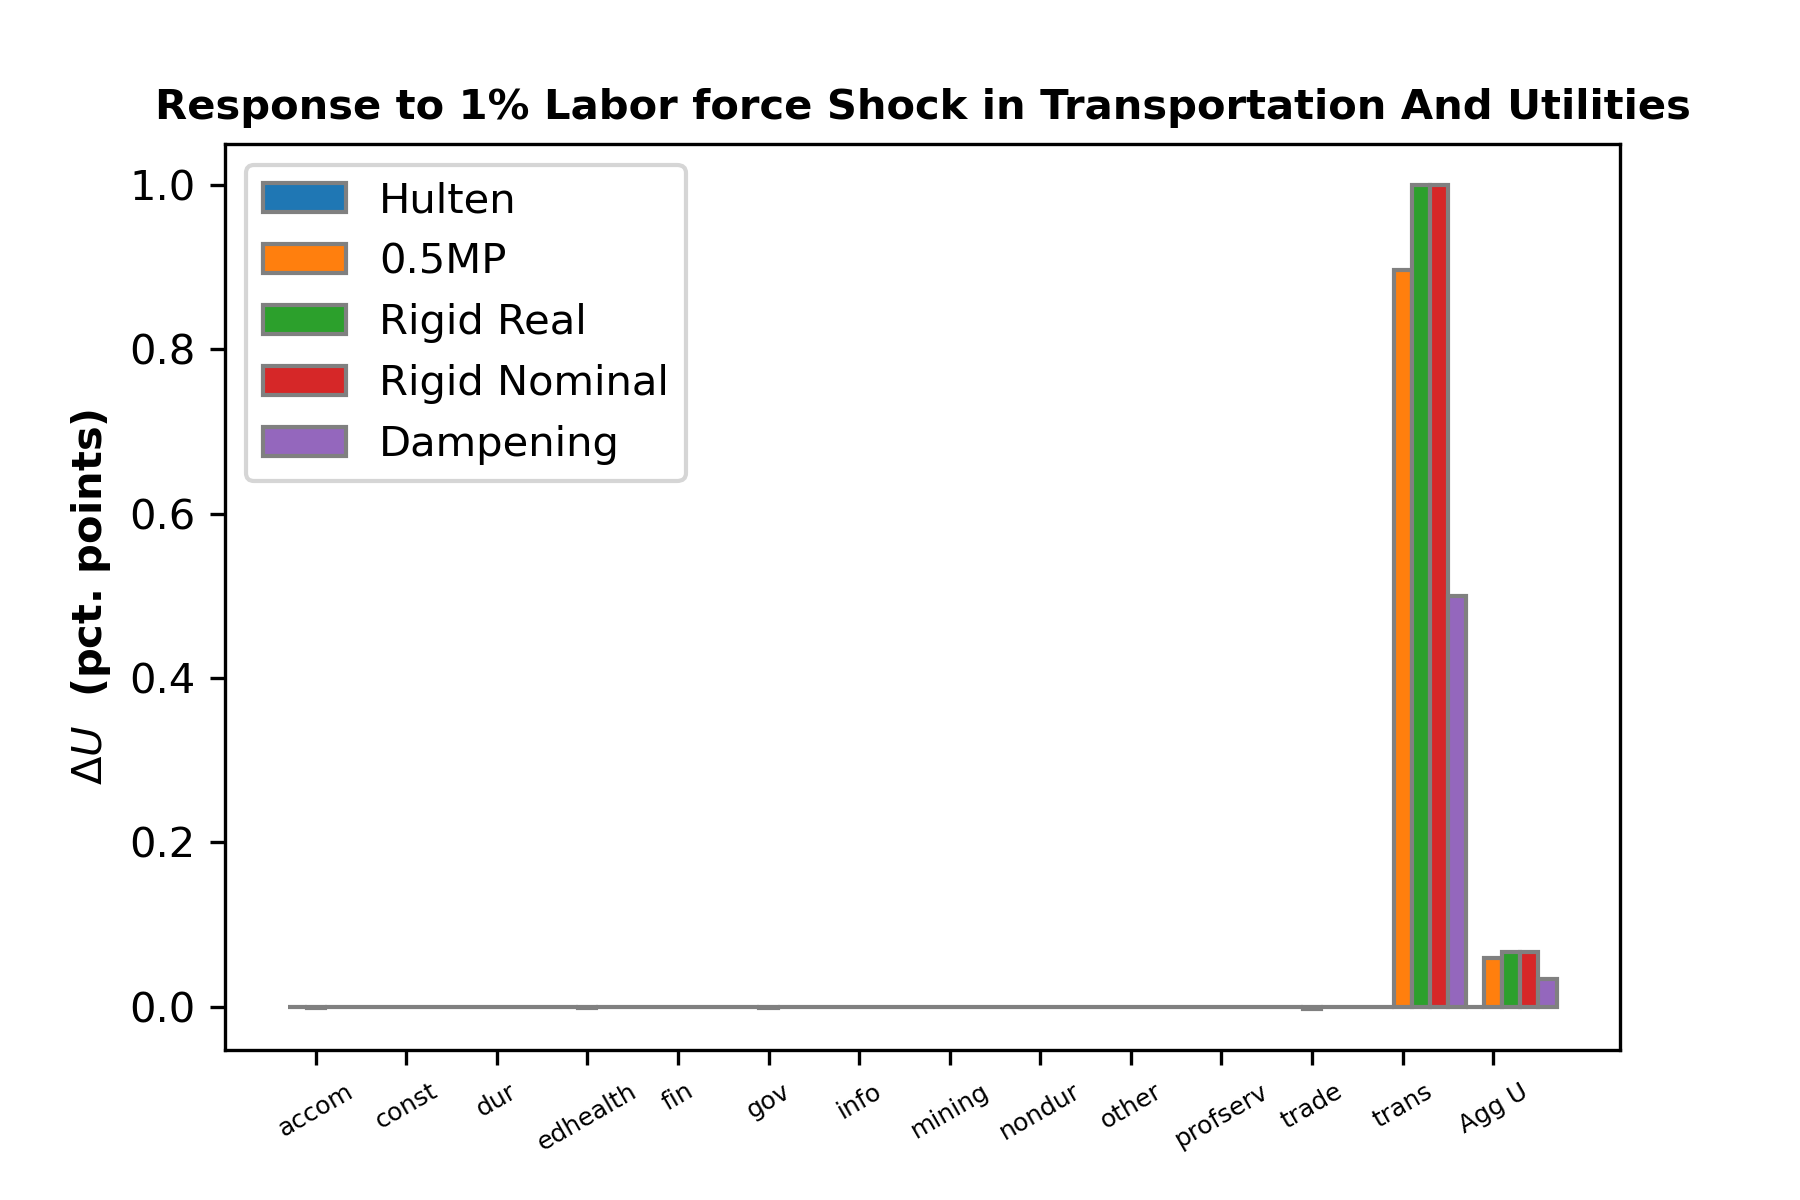 Response to 1% Labor force Shock in Transportation And Utilities
Hulten
0.5MP
Rigid Real
Rigid Nominal
Dampening
ΔU (pct. points)
1.0
0.8
0.6
0.4
0.2
0.0
accom const dur edhealth fin gov info mining nondur other profserv trade trans Agg U